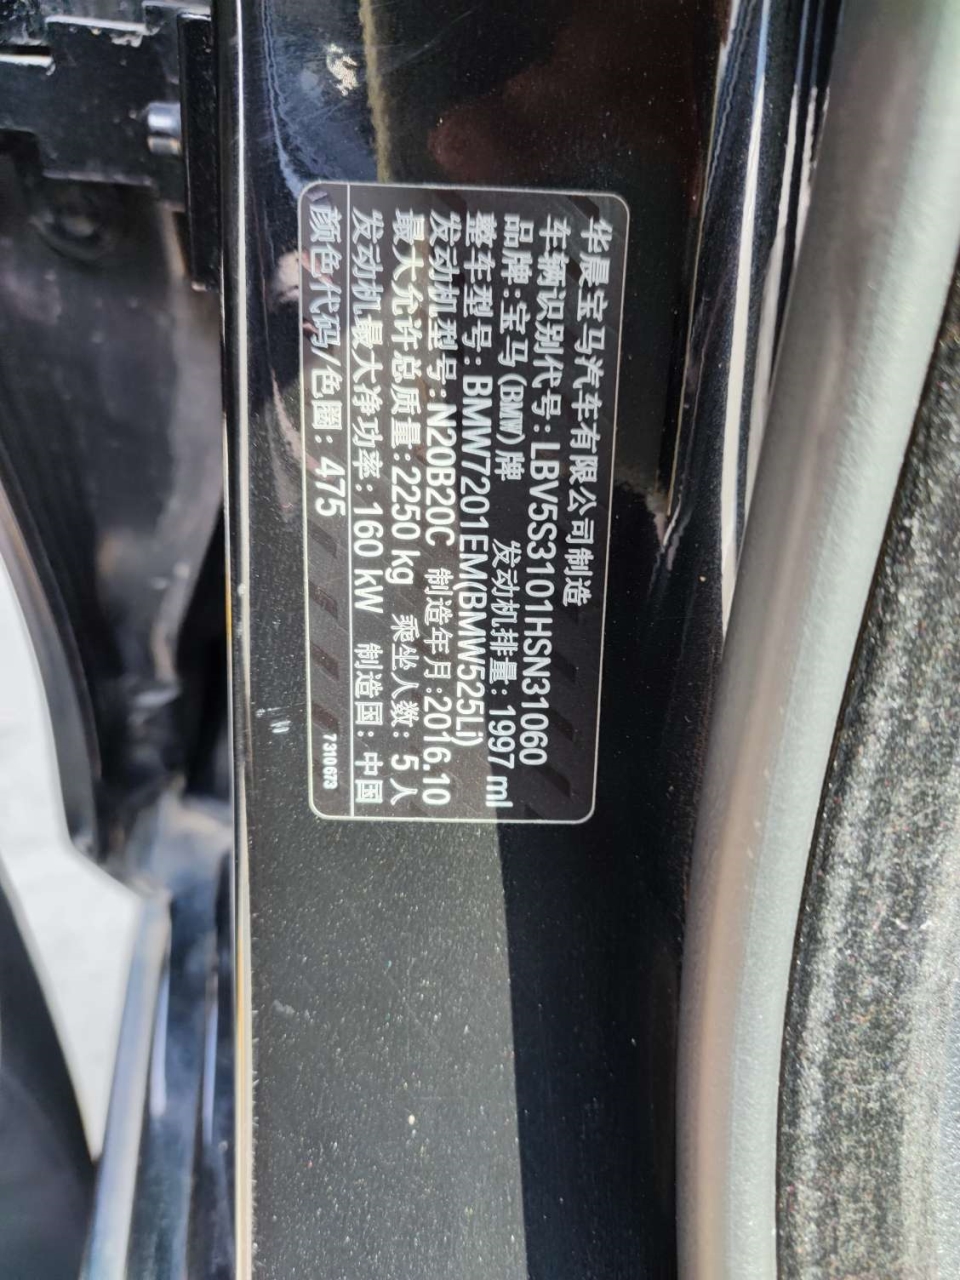 华晨宝马汽车有限公司制造
车辆识别代号:LBV5S3101HSN31060
品牌:宝马(BMW)牌 发动机排量:1997 ml
整车型号:BMW7201EM(BMW525Li)
发动机型号:N20B20C 制造年月:2016.10
最大允许总质量:2250 kg 乘坐人数:5人
发动机最大净功率:160 kW 制造国:中国
颜色代码/色圖:475 7310673